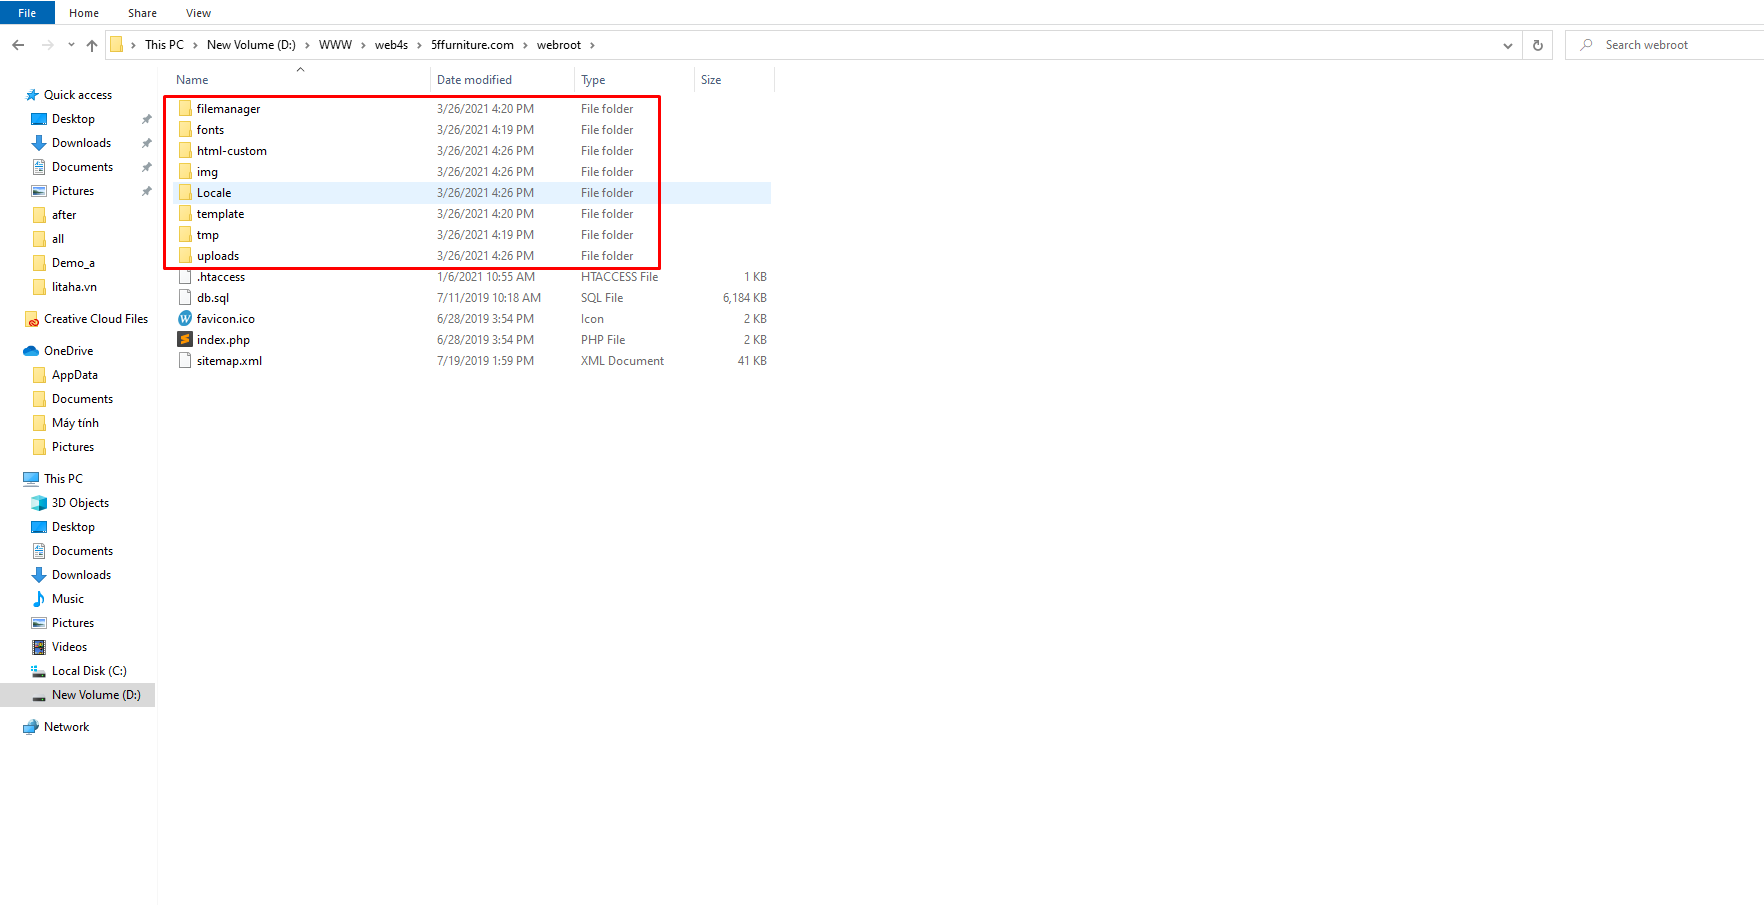 File Home Share View
This PC New Volume (D:) WWW web4s 5ffurniture.com webroot Search webroot
Name Date modified Type Size
Quick access
Desktop
Downloads
Documents
Pictures
after
all
Demo_a
litaha.vn
Creative Cloud Files
OneDrive
AppData
Documents
Máy tính
Pictures
This PC
3D Objects
Desktop
Documents
Downloads
Music
Pictures
Videos
Local Disk (C:)
New Volume (D:)
Network
filemanager 3/26/2021 4:20 PM File folder
fonts 3/26/2021 4:19 PM File folder
html-custom 3/26/2021 4:26 PM File folder
img 3/26/2021 4:26 PM File folder
Locale 3/26/2021 4:26 PM File folder
template 3/26/2021 4:20 PM File folder
tmp 3/26/2021 4:19 PM File folder
uploads 3/26/2021 4:26 PM File folder
.htaccess 1/6/2021 10:55 AM HTACCESS File 1 KB
db.sql 7/11/2019 10:18 AM SQL File 6,184 KB
favicon.ico 6/28/2019 3:54 PM Icon 2 KB
index.php 6/28/2019 3:54 PM PHP File 2 KB
sitemap.xml 7/19/2019 1:59 PM XML Document 41 KB